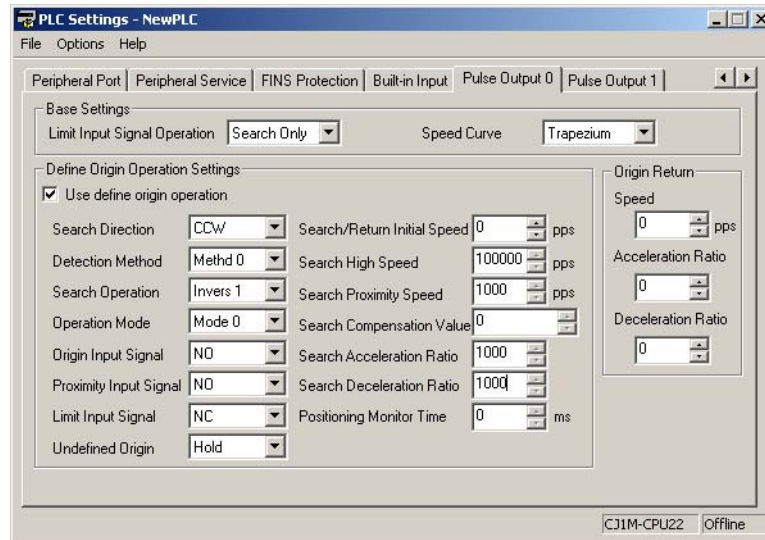 PLC Settings - NewPLC
File Options Help
Peripheral Port Peripheral Service FINS Protection Built-in Input Pulse Output 0 Pulse Output 1
Base Settings
Limit Input Signal Operation Search Only Speed Curve Trapezium
Define Origin Operation Settings
Use define origin operation
Search Direction CCW Search/Return Initial Speed 0 pps
Detection Method Methd 0 Search High Speed 100000 pps
Search Operation Invers 1 Search Proximity Speed 1000 pps
Operation Mode Mode 0 Search Compensation Value 0
Origin Input Signal NO Search Acceleration Ratio 1000
Proximity Input Signal NO Search Deceleration Ratio 1000
Limit Input Signal NC Positioning Monitor Time 0 ms
Undefined Origin Hold
Origin Return
Speed
0 pps
Acceleration Ratio
0
Deceleration Ratio
0
CJ1M-CPU22 Offline